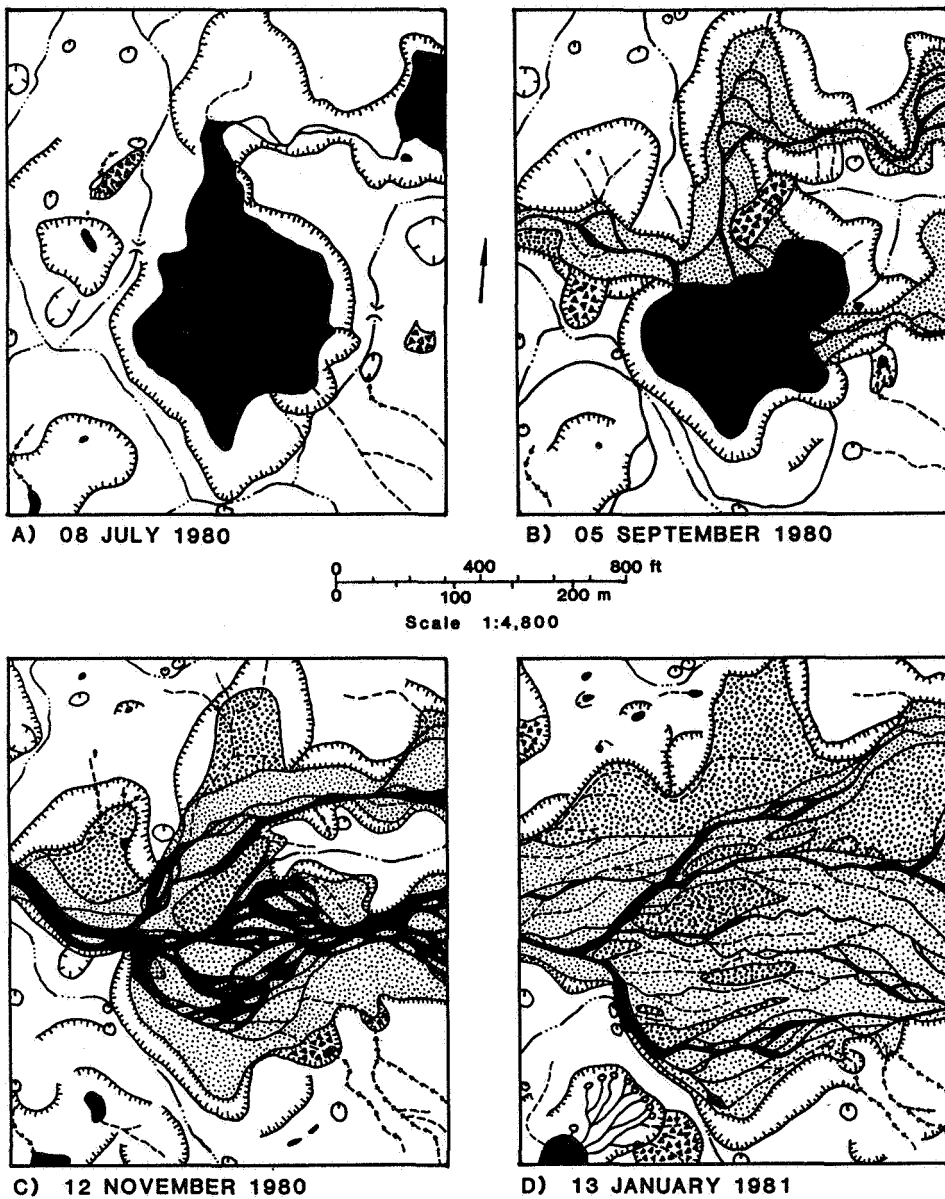 A) 08 JULY 1980
B) 05 SEPTEMBER 1980
0 400 800 ft
0 100 200 m
Scale 1:4,800
C) 12 NOVEMBER 1980
D) 13 JANUARY 1981